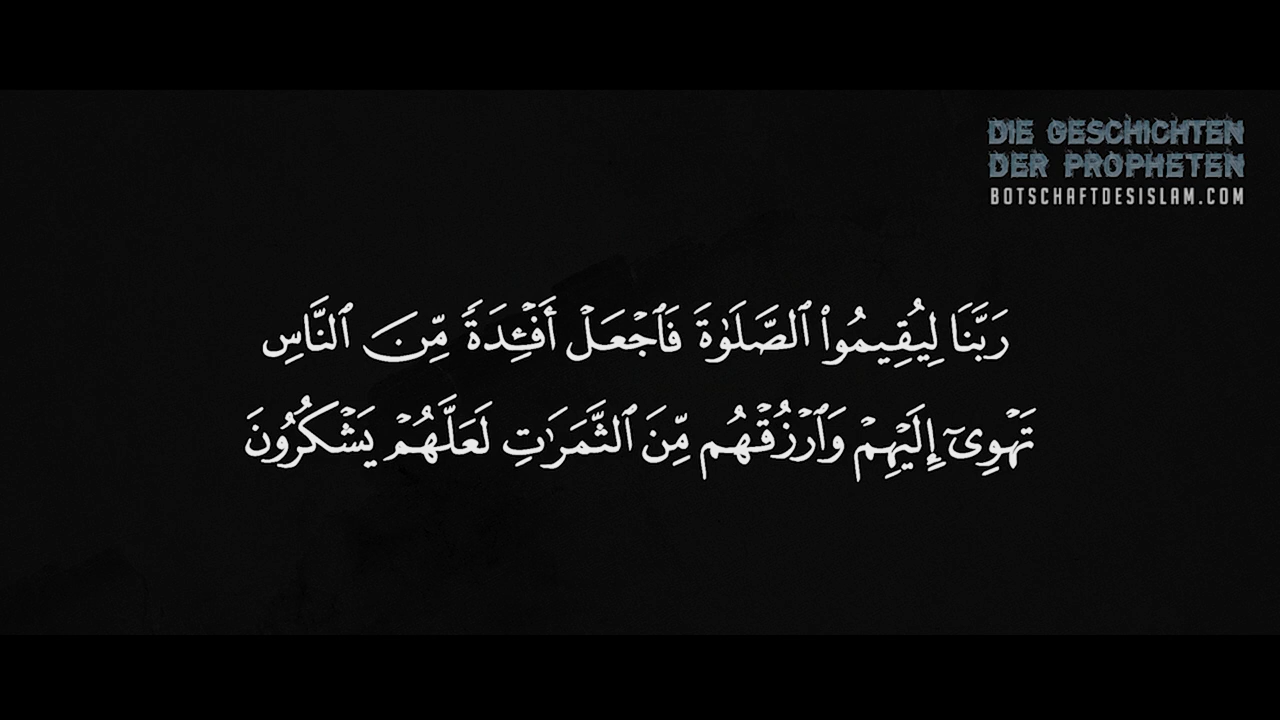 DIE GESCHICHTEN
DER PROPHETEN
BOTSCHAFTDESISLAM.COM
رَبَّنَا لِيُقِيمُوا۟ ٱلصَّلَوٰةَ فَٱجْعَلْ أَفْـِٔدَةً مِّنَ ٱلنَّاسِ
تَهْوِىٓ إِلَيْهِمْ وَٱرْزُقْهُم مِّنَ ٱلثَّمَرَٰتِ لَعَلَّهُمْ يَشْكُرُونَ